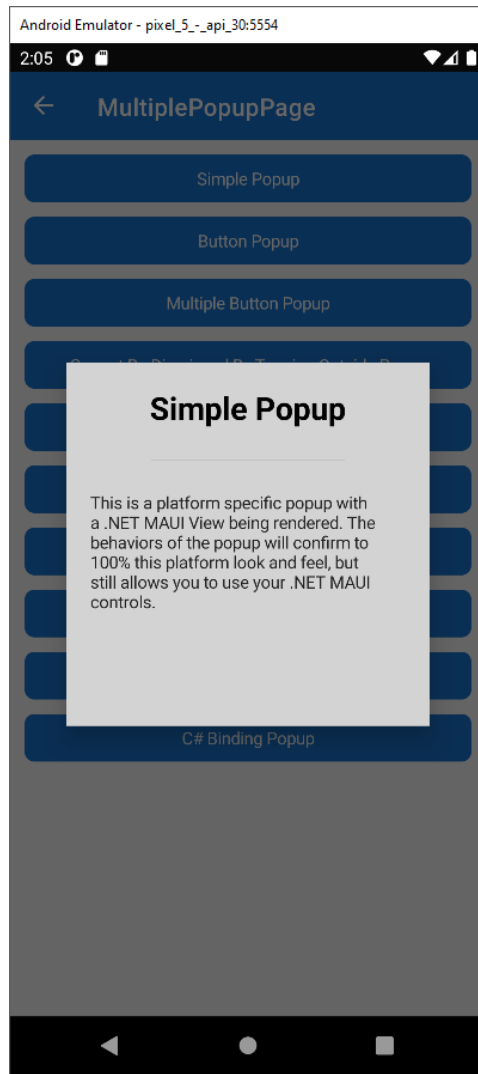 Android Emulator - pixel_5_-_api_30:5554
2:05
MultiplePopupPage
Simple Popup
Button Popup
Multiple Button Popup
Simple Popup
This is a platform specific popup with
a .NET MAUI View being rendered. The
behaviors of the popup will confirm to
100% this platform look and feel, but
still allows you to use your .NET MAUI
controls.
C# Binding Popup